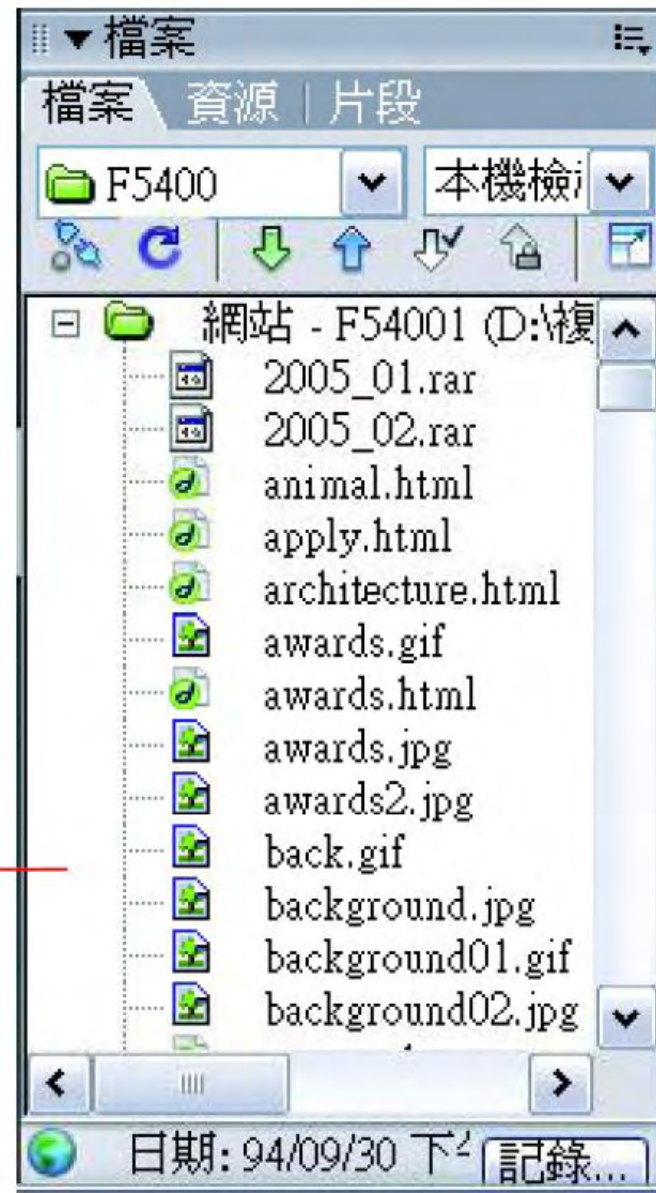 檔案
檔案 資源 片段
F5400 本機檢
網站 - F54001 (D:\複
2005_01.rar
2005_02.rar
animal.html
apply.html
architecture.html
awards.gif
awards.html
awards.jpg
awards2.jpg
back.gif
background.jpg
background01.gif
background02.jpg
日期: 94/09/30 下 記錄...